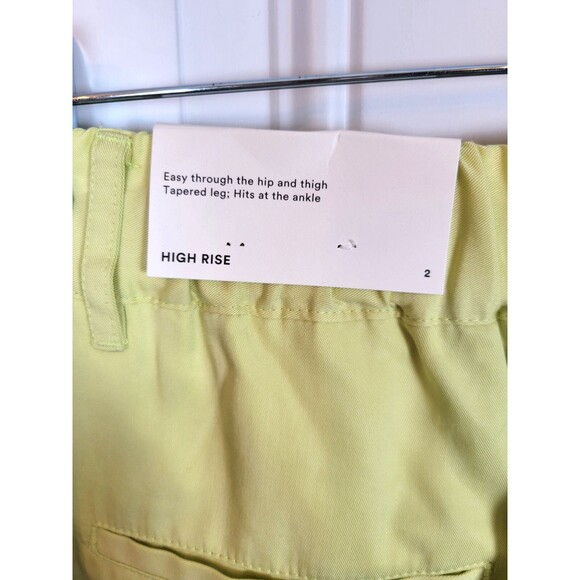 Easy through the hip and thigh
Tapered leg; Hits at the ankle
HIGH RISE
2